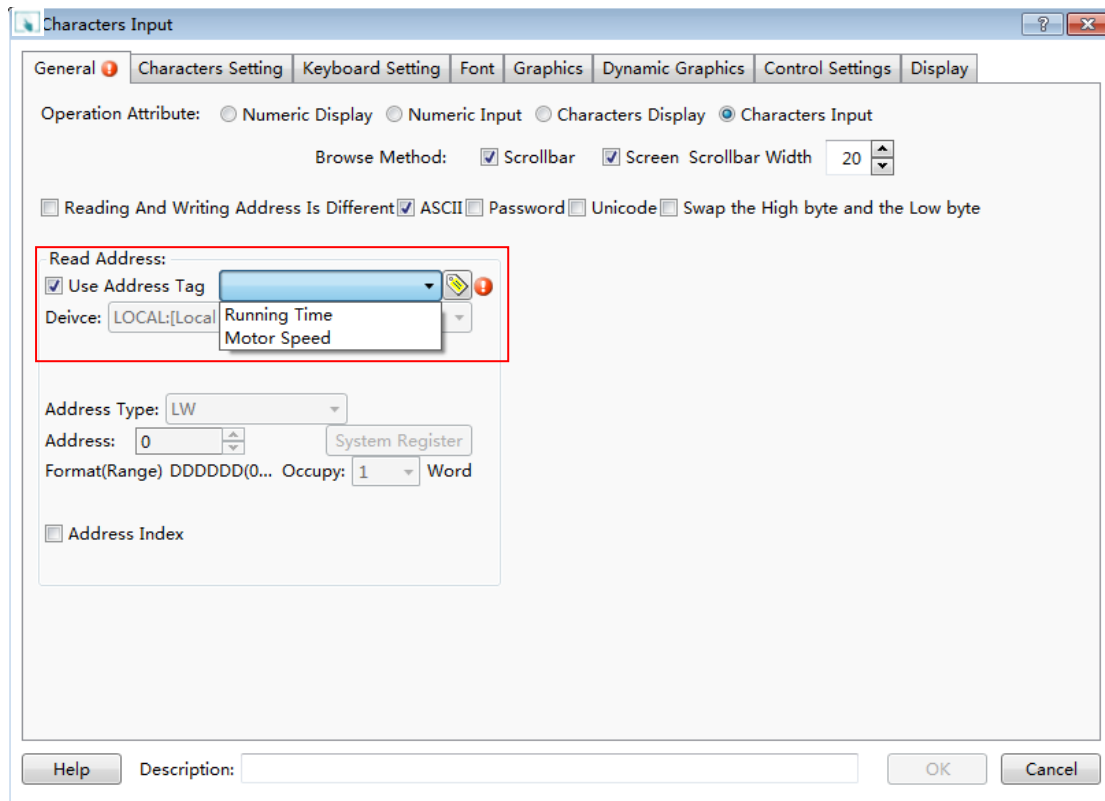 Characters Input
General Characters Setting Keyboard Setting Font Graphics Dynamic Graphics Control Settings Display
Operation Attribute: Numeric Display Numeric Input Characters Display Characters Input
Browse Method: Scrollbar Screen Scrollbar Width 20
Reading And Writing Address Is Different ASCII Password Unicode Swap the High byte and the Low byte
Read Address:
Use Address Tag
Deivce: LOCAL:[Local
Running Time
Motor Speed
Address Type: LW
Address: 0 System Register
Format(Range) DDDDDD(0... Occupy: 1 Word
Address Index
Help Description: OK Cancel